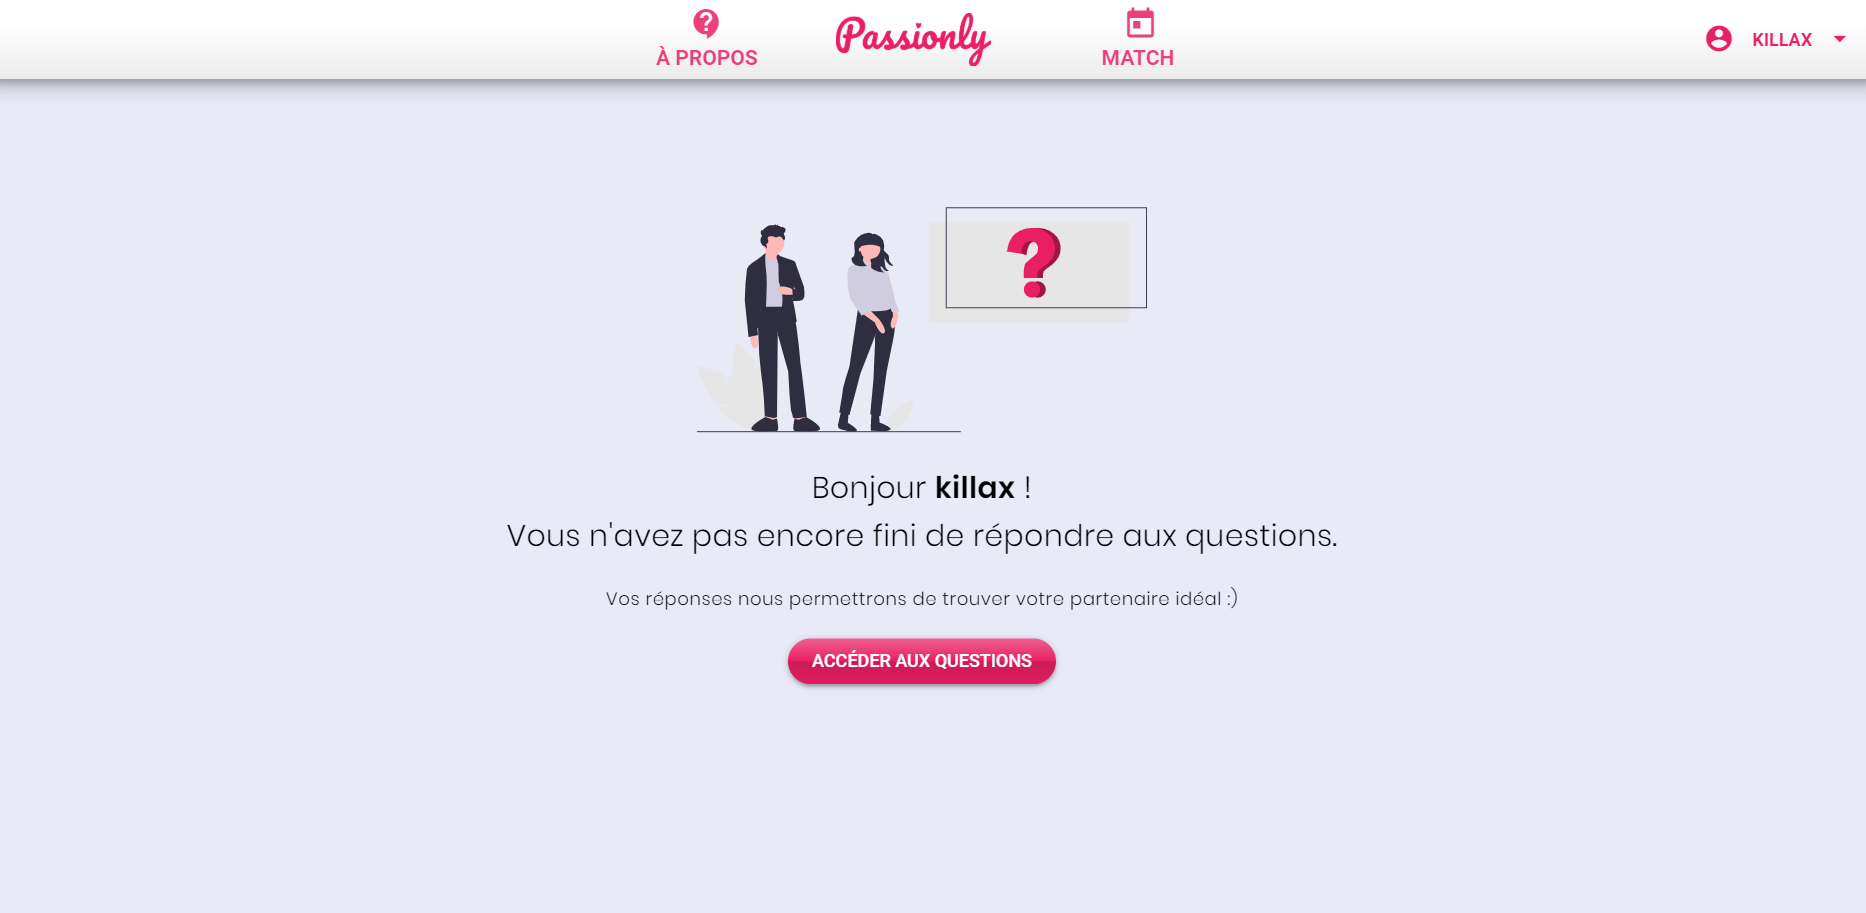 À PROPOS
Passionly
MATCH
KILLAX
?
Bonjour killax !
Vous n'avez pas encore fini de répondre aux questions.
Vos réponses nous permettrons de trouver votre partenaire idéal :)
ACCÉDER AUX QUESTIONS